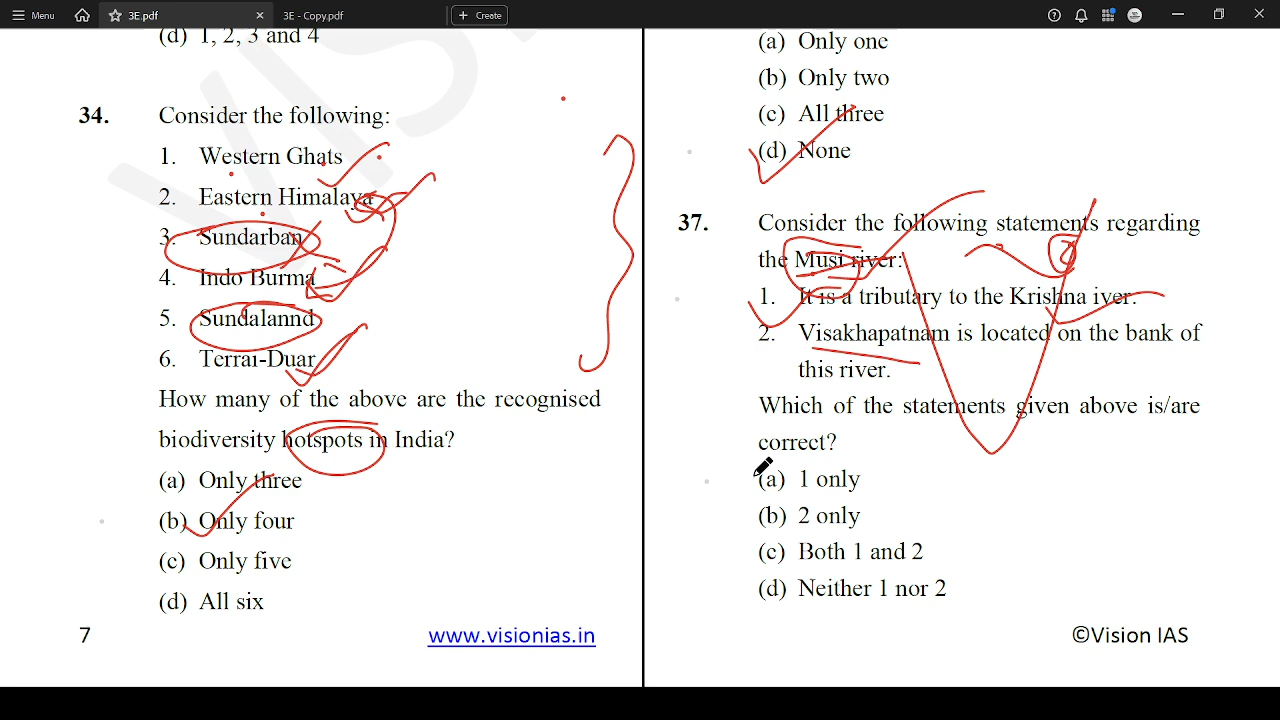 Menu
3E.pdf
3E - Copy.pdf
Create
(d) 1, 2, 3 and 4
34. Consider the following:
1. Western Ghats
2. Eastern Himalaya
3. Sundarban
4. Indo Burma
5. Sundalannd
6. Terrai-Duar
How many of the above are the recognised
biodiversity hotspots in India?
(a) Only three
(b) Only four
(c) Only five
(d) All six
7
www.visionias.in
(a) Only one
(b) Only two
(c) All three
(d) None
37. Consider the following statements regarding
the Musi river:
1. It is a tributary to the Krishna iver.
2. Visakhapatnam is located on the bank of
this river.
Which of the statements given above is/are
correct?
(a) 1 only
(b) 2 only
(c) Both 1 and 2
(d) Neither 1 nor 2
©Vision IAS